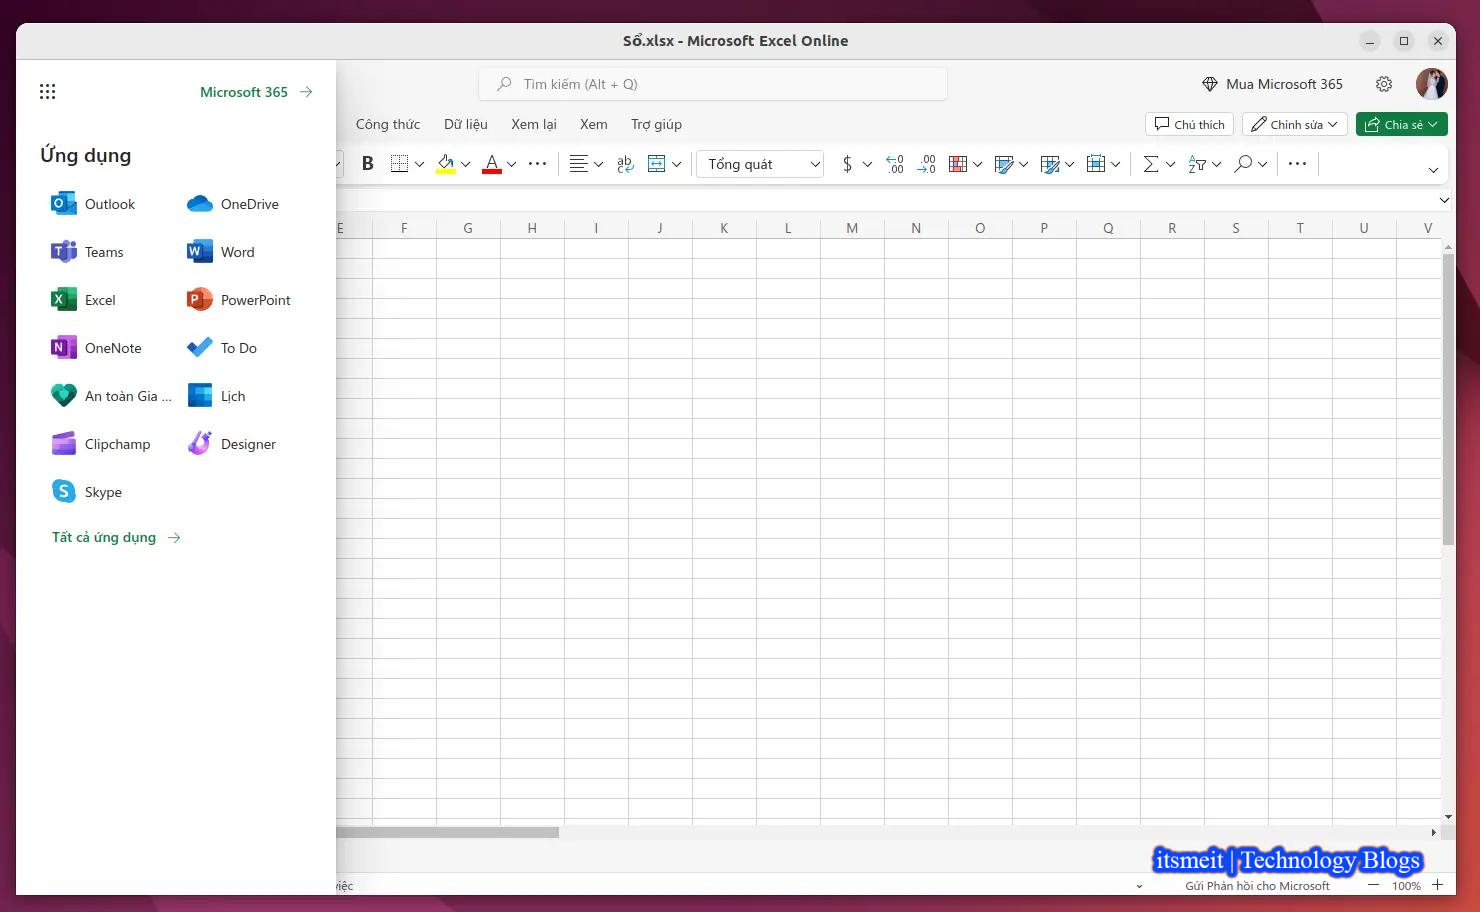 Sổ.xlsx - Microsoft Excel Online
Microsoft 365
Tìm kiếm (Alt + Q)
Mua Microsoft 365
Công thức Dữ liệu Xem lại Xem Trợ giúp
Chú thích
Chỉnh sửa
Chia sẻ
Ứng dụng
B A ab c Tổng quát $ .00 .00
Outlook OneDrive
Teams Word
Excel PowerPoint
OneNote To Do
An toàn Gia ... Lịch
Clipchamp Designer
Skype
Tất cả ứng dụng
E F G H I J K L M N O P Q R S T U V
itsmeit | Technology Blogs
việc
Gửi Phản hồi cho Microsoft
100%